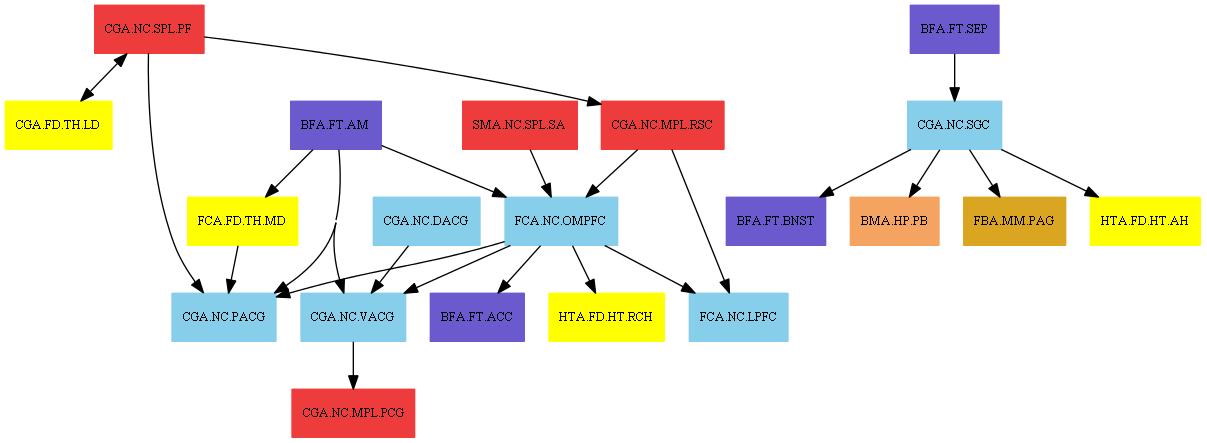 CGA.NC.SPL.PF
BFA.FT.SEP
CGA.FD.TH.LD
BFA.FT.AM
SMA.NC.SPL.SA
CGA.NC.MPL.RSC
CGA.NC.SGC
FCA.FD.TH.MD
CGA.NC.DACG
FCA.NC.OMPFC
BFA.FT.BNST
BMA.HP.PB
FBA.MM.PAG
HTA.FD.HT.AH
CGA.NC.PACG
CGA.NC.VACG
BFA.FT.ACC
HTA.FD.HT.RCH
FCA.NC.LPFC
CGA.NC.MPL.PCG